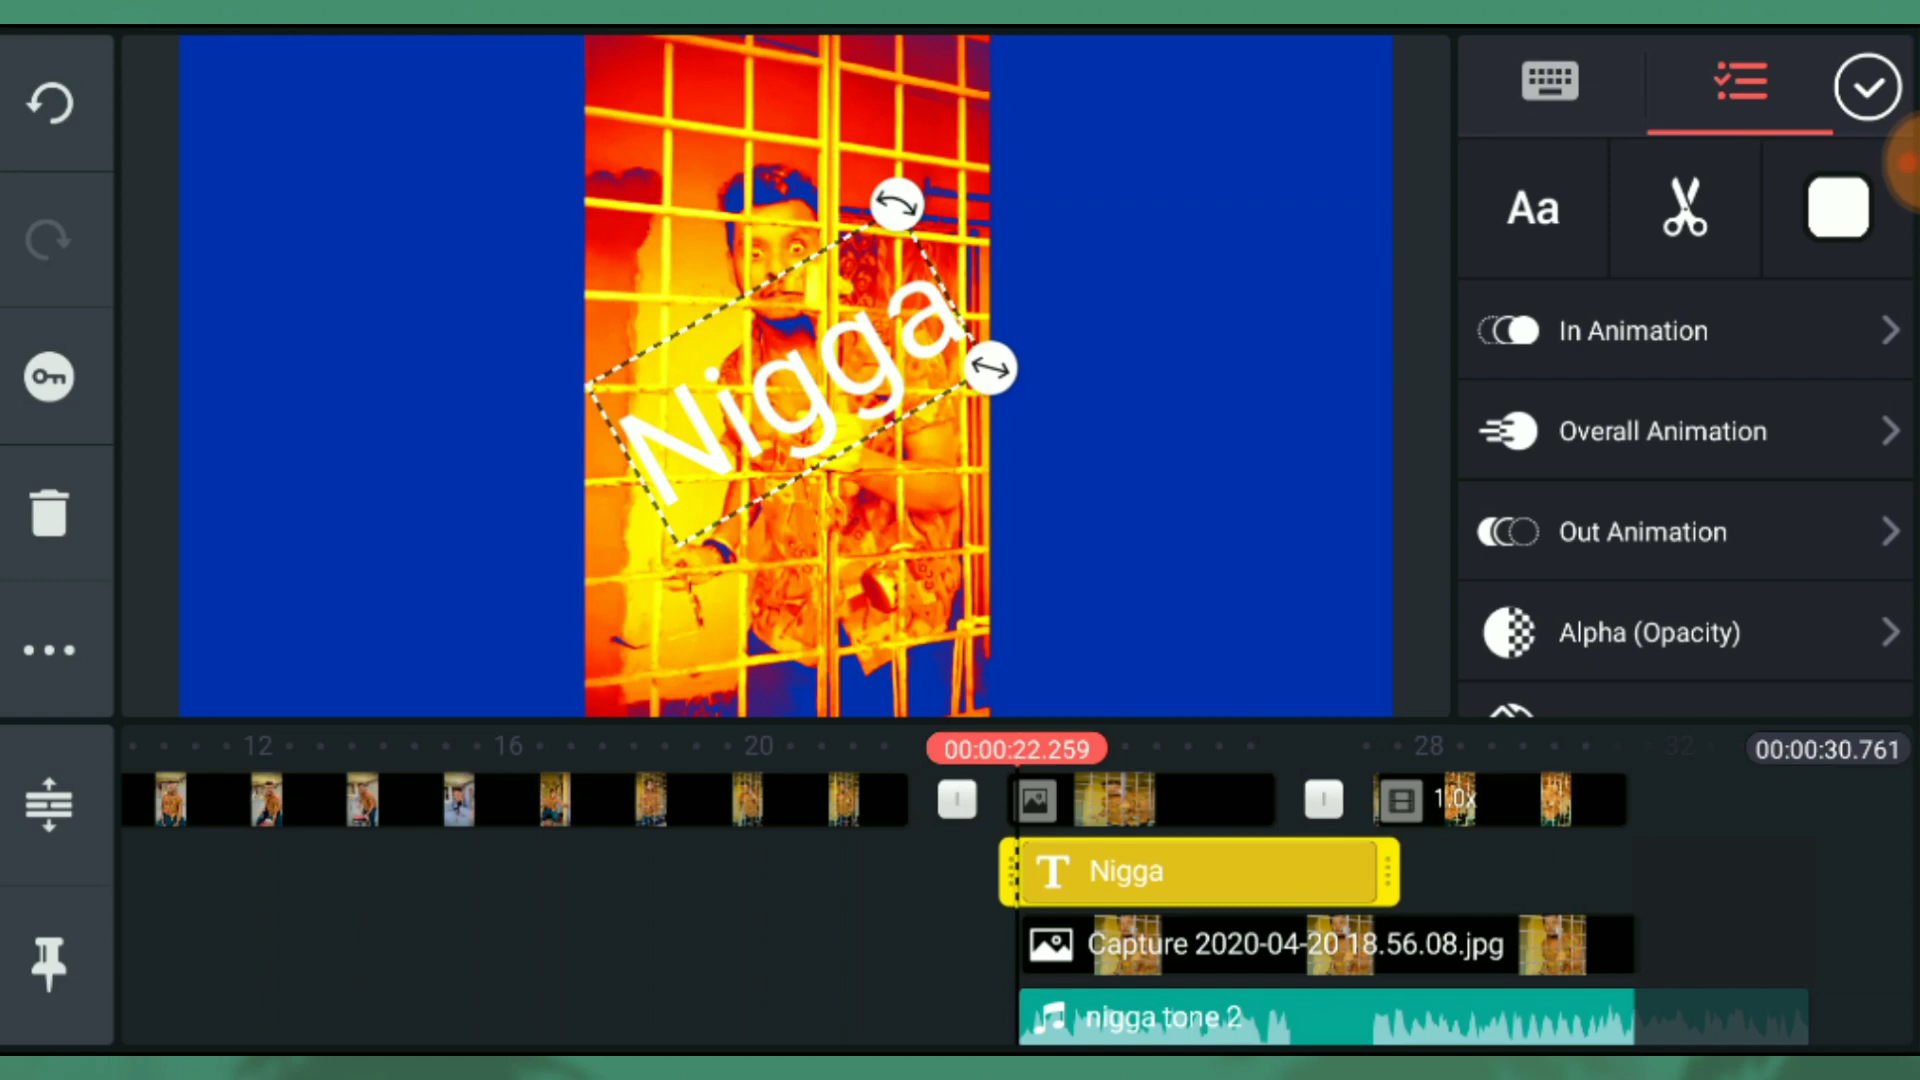 Nigga
Aa
In Animation
Overall Animation
Out Animation
Alpha (Opacity)
12
16
20
00:00:22.259
28
32
00:00:30.761
1.0x
T Nigga
Capture 2020-04-20 18.56.08.jpg
nigga tone 2